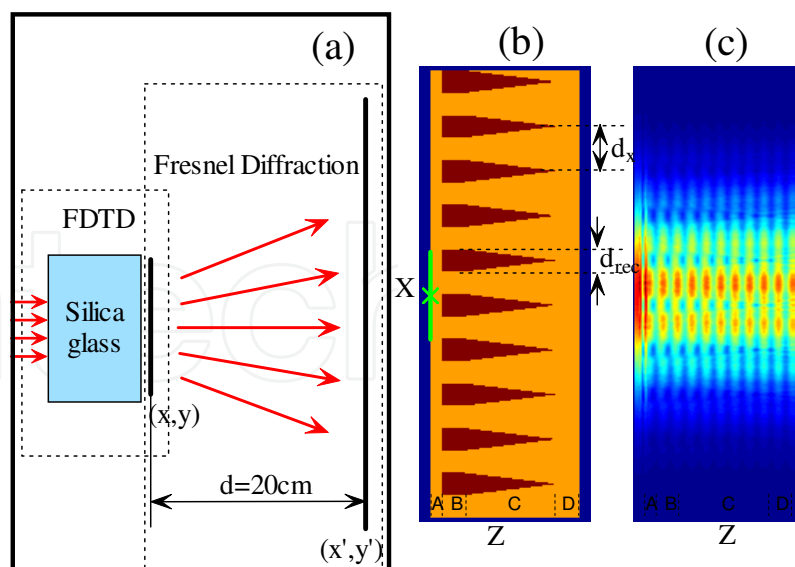 (a)
Fresnel Diffraction
FDTD
Silica
glass
(x,y)
d=20cm
(x',y')
(b)
dx
drec
X
A B C D
Z
(c)
A B C D
Z